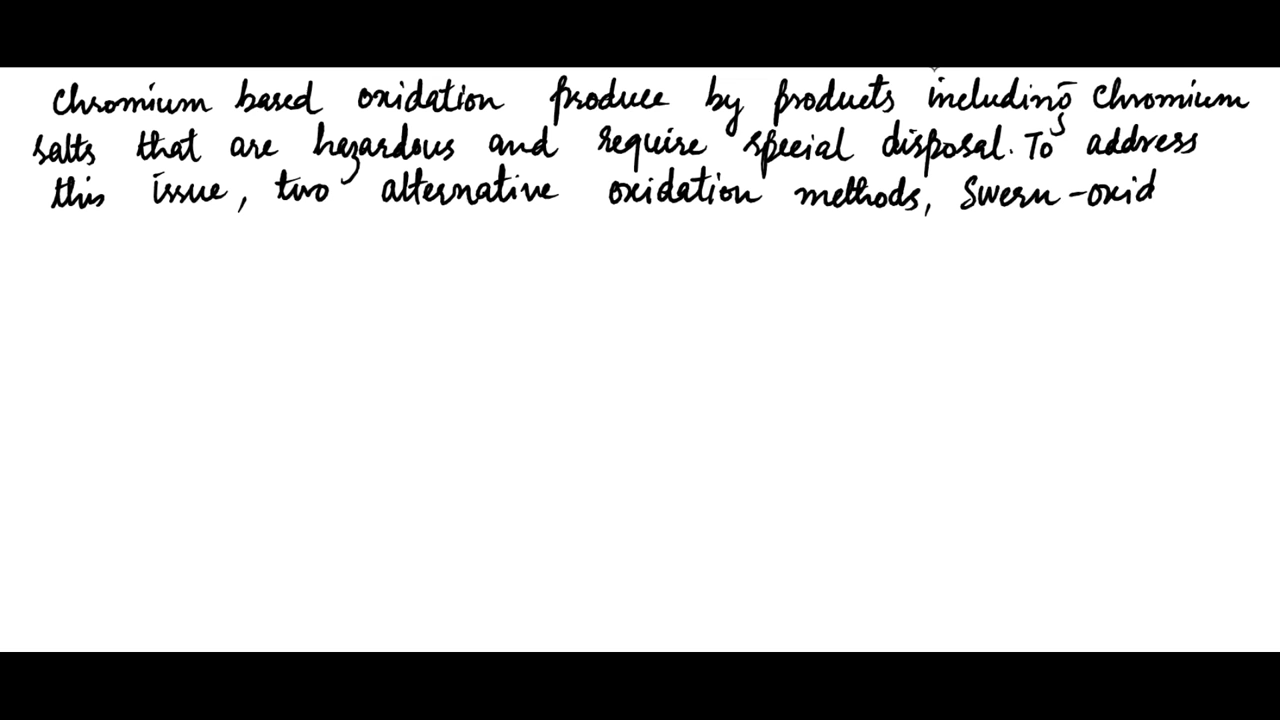 Chromium based oxidation produce by products including Chromium
salts that are hazardous and require special disposal. To address
this issue, two alternative oxidation methods, Swern-oxid